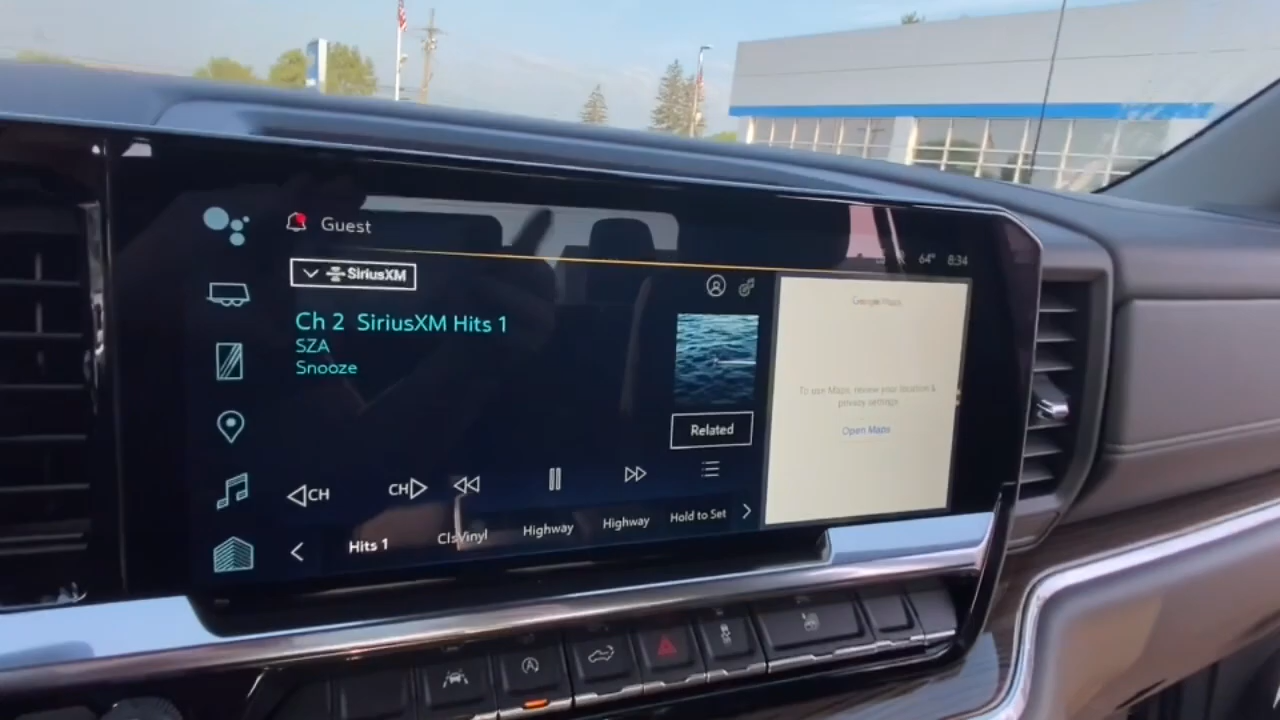 Guest
64° 8:34
SiriusXM
Ch 2 SiriusXM Hits 1
SZA
Snooze
Google Maps
To use Maps, review your location &
privacy settings
Open Maps
Related
CH CH
Hits 1 ClsVinyl Highway Highway Hold to Set